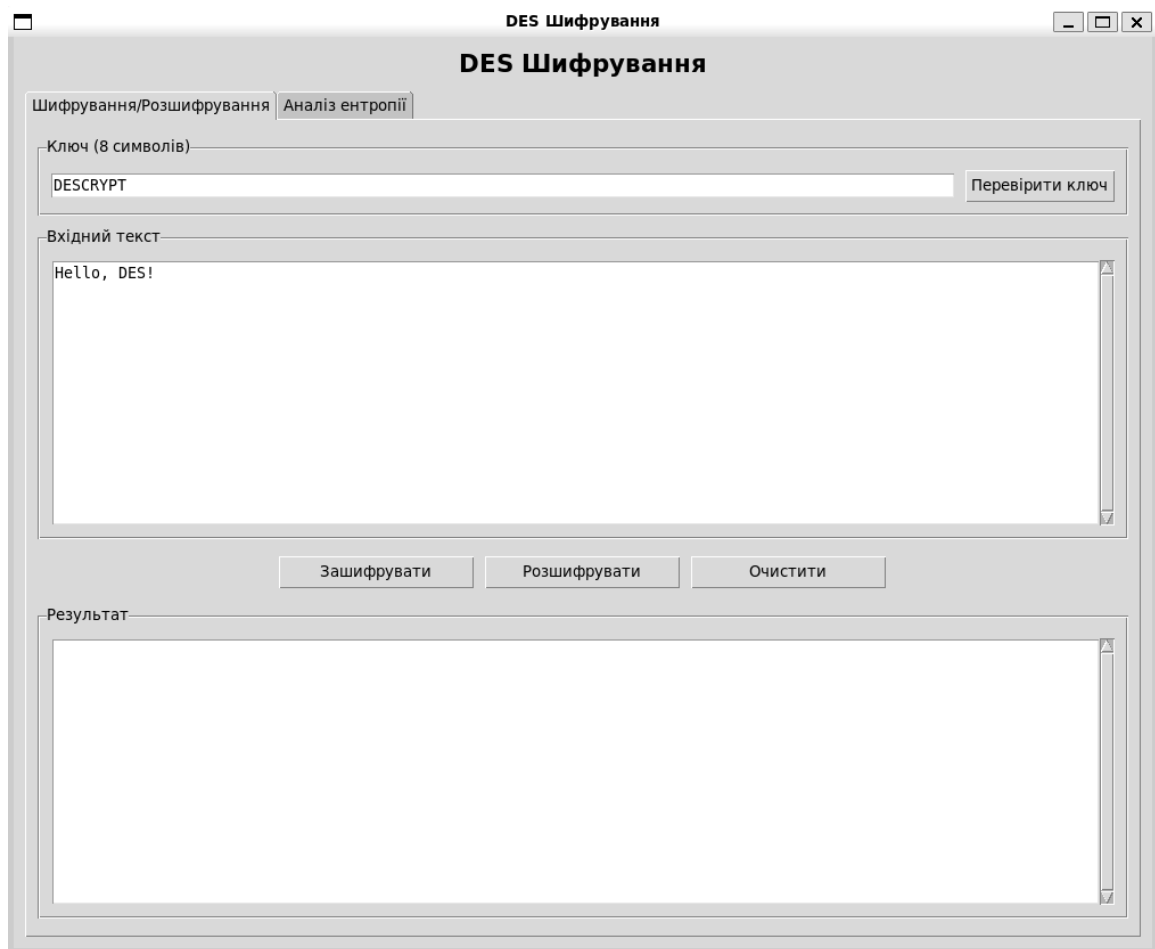 DES Шифрування
DES Шифрування
Шифрування/Розшифрування Аналіз ентропії
Ключ (8 символів)
DESCRYPT Перевірити ключ
Вхідний текст
Hello, DES!
Зашифрувати Розшифрувати Очистити
Результат